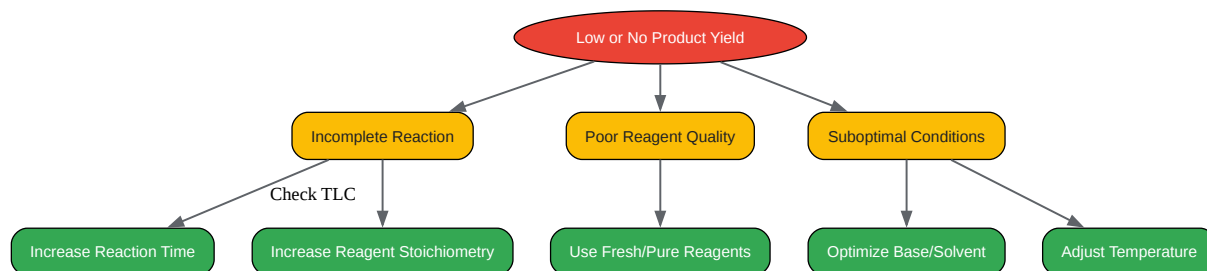 Low or No Product Yield
Incomplete Reaction
Poor Reagent Quality
Suboptimal Conditions
Check TLC
Increase Reaction Time
Increase Reagent Stoichiometry
Use Fresh/Pure Reagents
Optimize Base/Solvent
Adjust Temperature